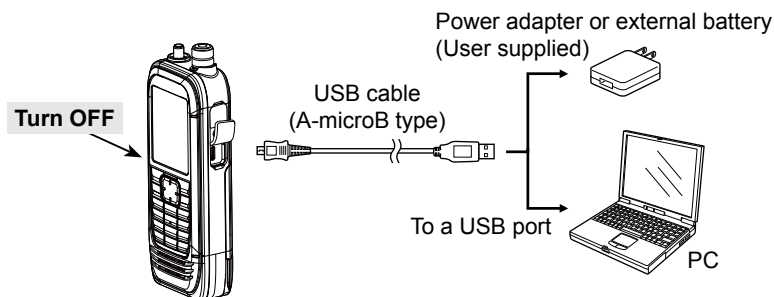 Power adapter or external battery
(User supplied)
USB cable
(A-microB type)
Turn OFF
To a USB port
PC